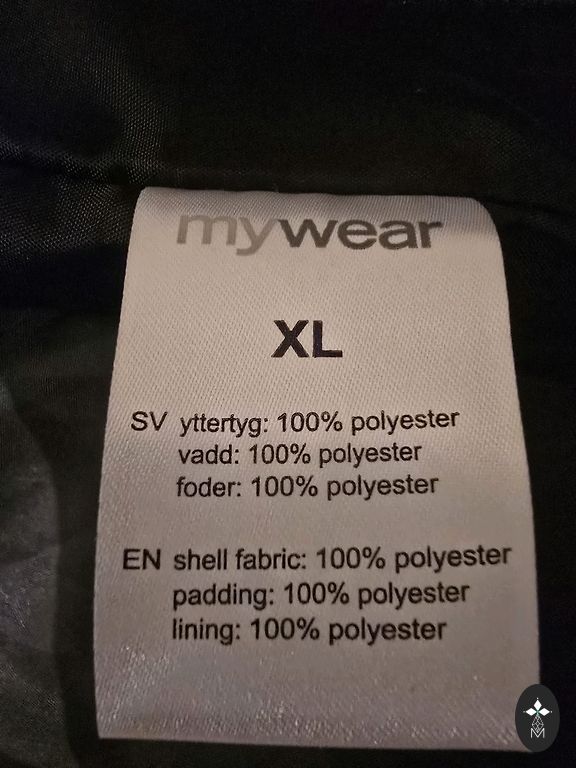 mywear
XL
SV yttertyg: 100% polyester
vadd: 100% polyester
foder: 100% polyester
EN shell fabric: 100% polyester
padding: 100% polyester
lining: 100% polyester
M